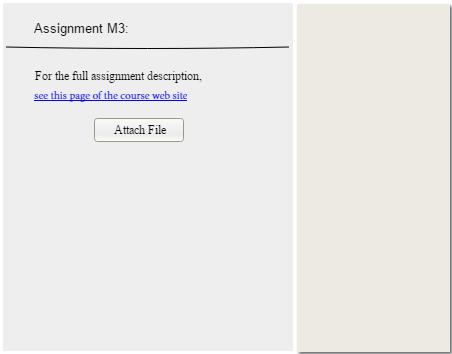 Assignment M3:
For the full assignment description,
see this page of the course web site
Attach File